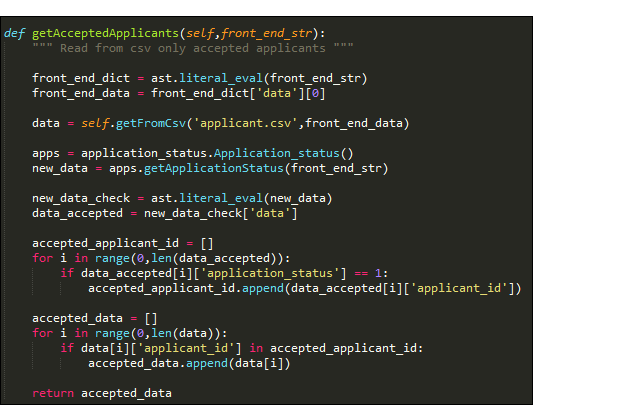 def getAcceptedApplicants(self,front_end_str):
""" Read from csv only accepted applicants """
front_end_dict = ast.literal_eval(front_end_str)
front_end_data = front_end_dict['data'][0]
data = self.getFromCsv('applicant.csv',front_end_data)
apps = application_status.Application_status()
new_data = apps.getApplicationStatus(front_end_str)
new_data_check = ast.literal_eval(new_data)
data_accepted = new_data_check['data']
accepted_applicant_id = []
for i in range(0,len(data_accepted)):
if data_accepted[i]['application_status'] == 1:
accepted_applicant_id.append(data_accepted[i]['applicant_id'])
accepted_data = []
for i in range(0,len(data)):
if data[i]['applicant_id'] in accepted_applicant_id:
accepted_data.append(data[i])
return accepted_data